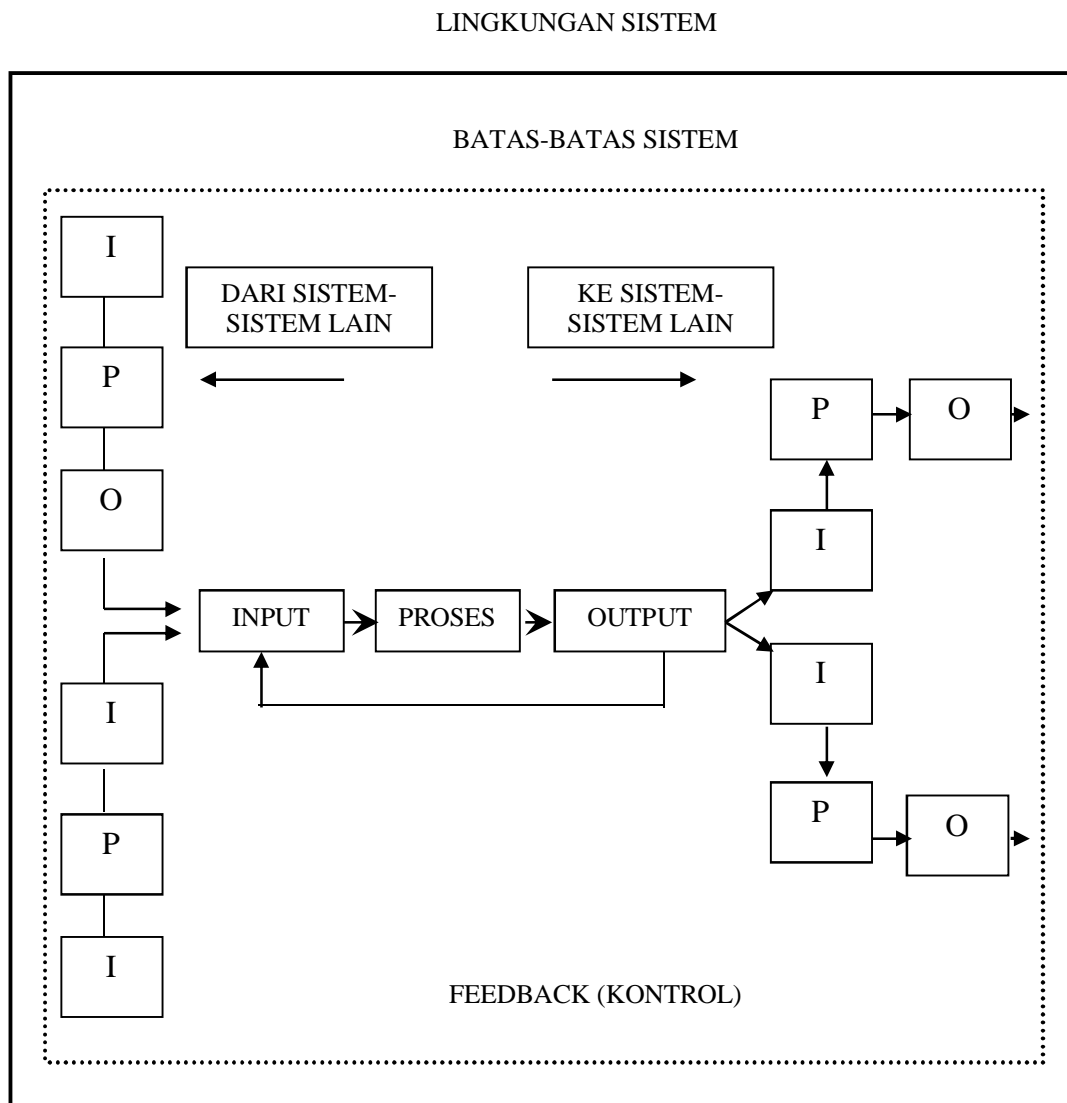 LINGKUNGAN SISTEM
BATAS-BATAS SISTEM
I
DARI SISTEM-
SISTEM LAIN
KE SISTEM-
SISTEM LAIN
P
P
O
O
I
INPUT
PROSES
OUTPUT
I
I
P
P
O
I
FEEDBACK (KONTROL)